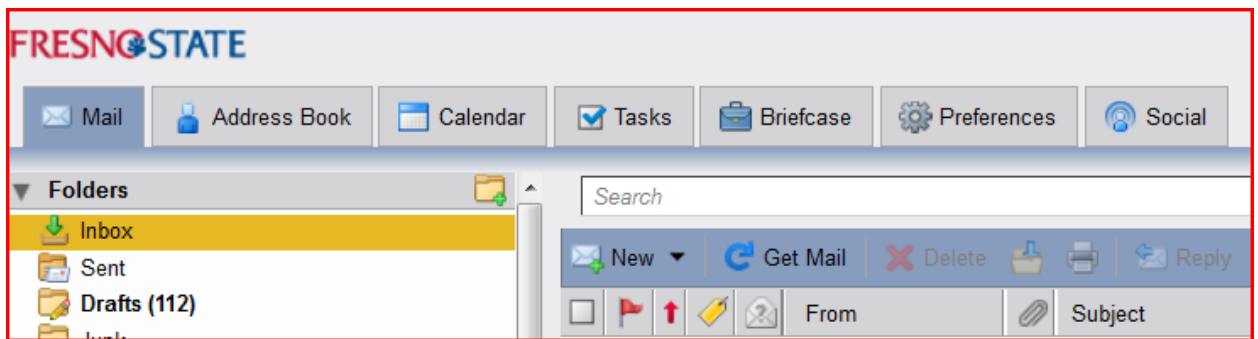 FRESNO STATE
Mail Address Book Calendar Tasks Briefcase Preferences Social
Folders
Search
Inbox
New Get Mail Delete Reply
Sent
Drafts (112)
From Subject
Junk